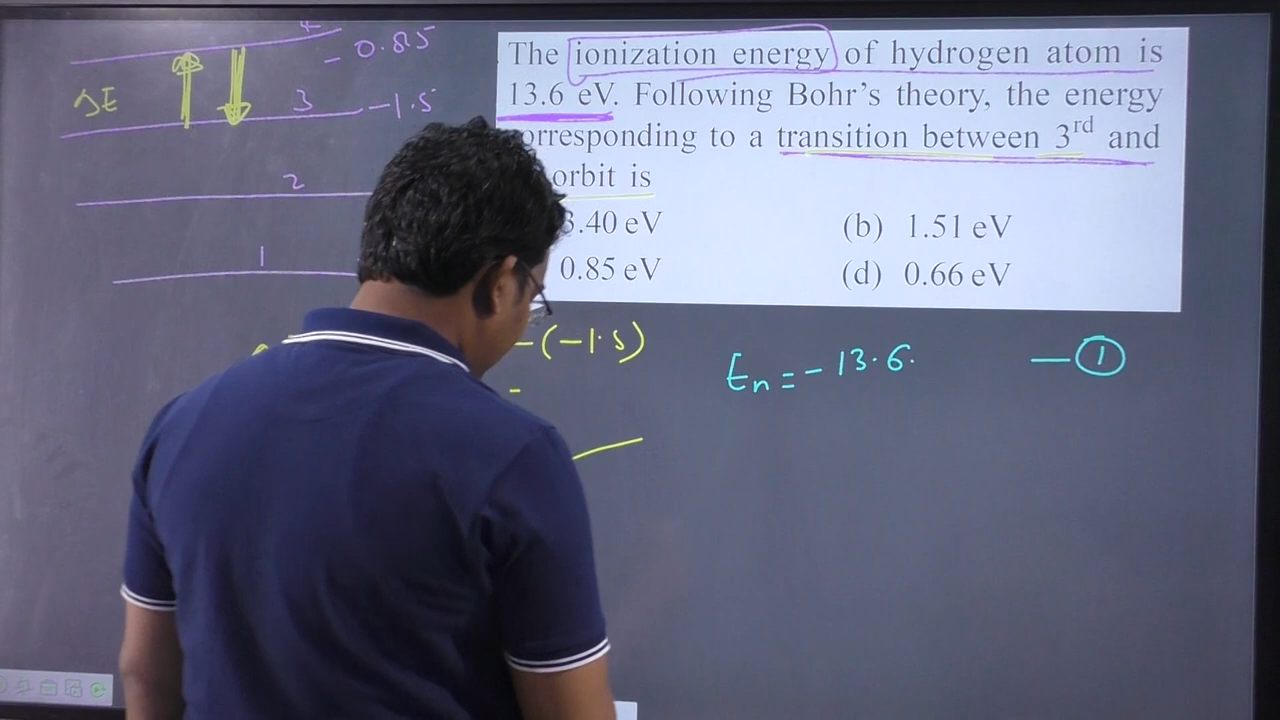 -0.85
ΔE
3 -1.5
2
1
The ionization energy of hydrogen atom is
13.6 eV. Following Bohr's theory, the energy
orresponding to a transition between 3rd and
orbit is
3.40 eV (b) 1.51 eV
0.85 eV (d) 0.66 eV
-(-1.5)
En = -13.6. — 1